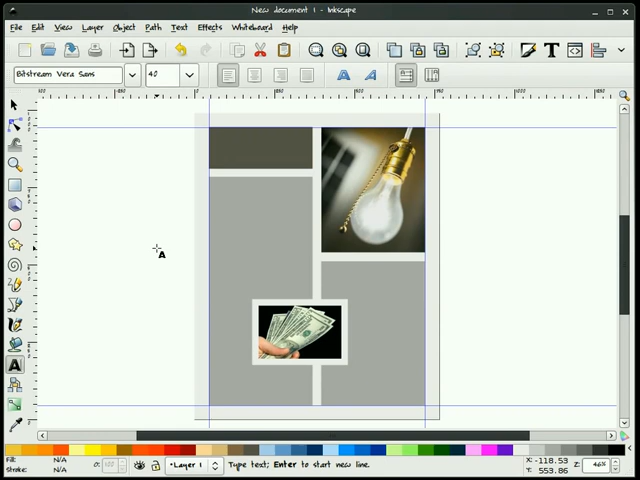 New document 1 - Inkscape
File Edit View Layer Object Path Text Effects Whiteboard Help
Bitstream Vera Sans 40
Fill: N/A
Stroke: N/A
O: 100
•Layer 1
Type text; Enter to start new line.
X: -118.53
Y: 553.86
Z: 46%